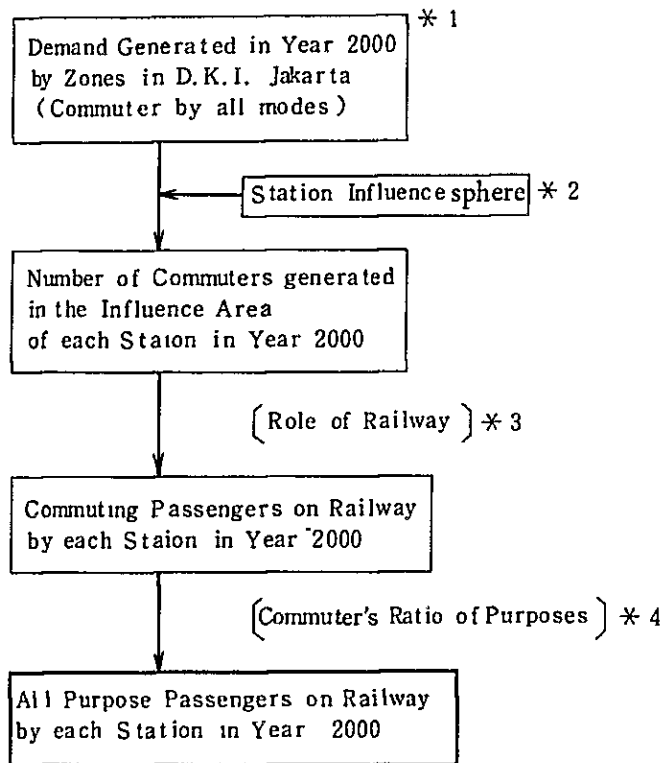 * 1
Demand Generated in Year 2000
by Zones in D.K.I. Jakarta
(Commuter by all modes)
Station Influence sphere * 2
Number of Commuters generated
in the Influence Area
of each Staion in Year 2000
(Role of Railway) * 3
Commuting Passengers on Railway
by each Staion in Year 2000
(Commuter's Ratio of Purposes) * 4
All Purpose Passengers on Railway
by each Station in Year 2000